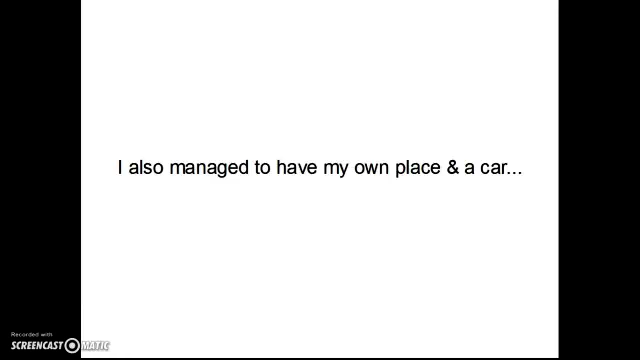 I also managed to have my own place & a car...
Recorded with
SCREENCAST MATIC